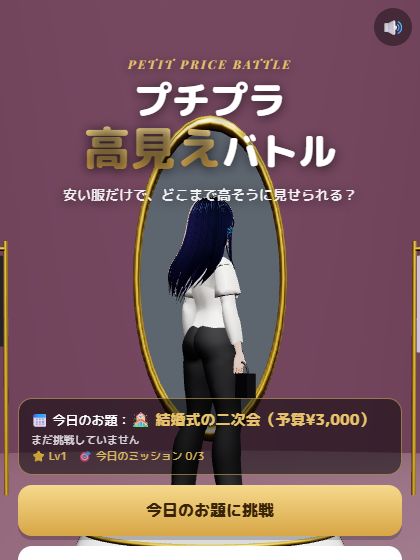 PETIT PRICE BATTLE
プチプラ
高見えバトル
安い服だけで、どこまで高そうに見せられる？
今日のお題：結婚式の二次会（予算¥3,000）
まだ挑戦していません
Lv1 今日のミッション 0/3
今日のお題に挑戦